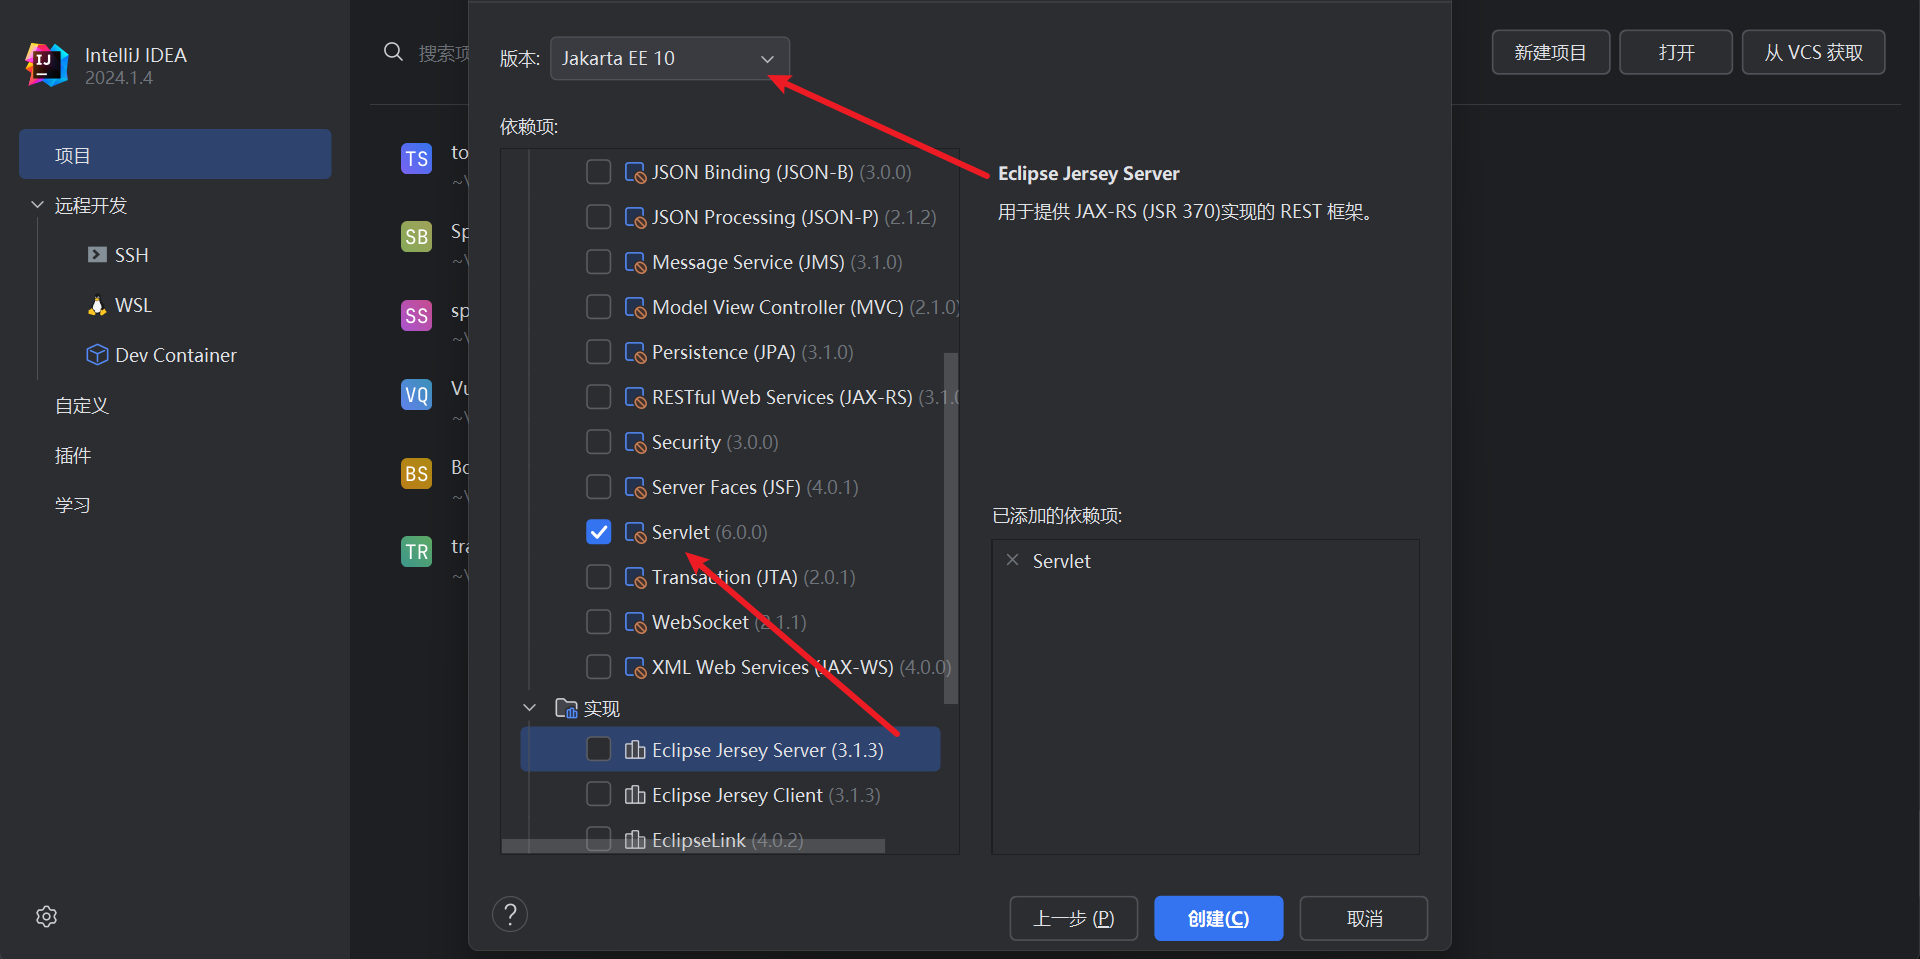 IntelliJ IDEA
2024.1.4
项目
远程开发
SSH
WSL
Dev Container
自定义
插件
学习
搜索项
新建项目
打开
从 VCS 获取
TS to
SB Sp
SS sp
VQ Vu
BS Bo
TR tra
版本: Jakarta EE 10
依赖项:
JSON Binding (JSON-B) (3.0.0)
JSON Processing (JSON-P) (2.1.2)
Message Service (JMS) (3.1.0)
Model View Controller (MVC) (2.1.0)
Persistence (JPA) (3.1.0)
RESTful Web Services (JAX-RS) (3.1.0
Security (3.0.0)
Server Faces (JSF) (4.0.1)
Servlet (6.0.0)
Transaction (JTA) (2.0.1)
WebSocket (2.1.1)
XML Web Services (JAX-WS) (4.0.0)
实现
Eclipse Jersey Server (3.1.3)
Eclipse Jersey Client (3.1.3)
EclipseLink (4.0.2)
Eclipse Jersey Server
用于提供 JAX-RS (JSR 370)实现的 REST 框架。
已添加的依赖项:
× Servlet
?
上一步 (P)
创建(C)
取消